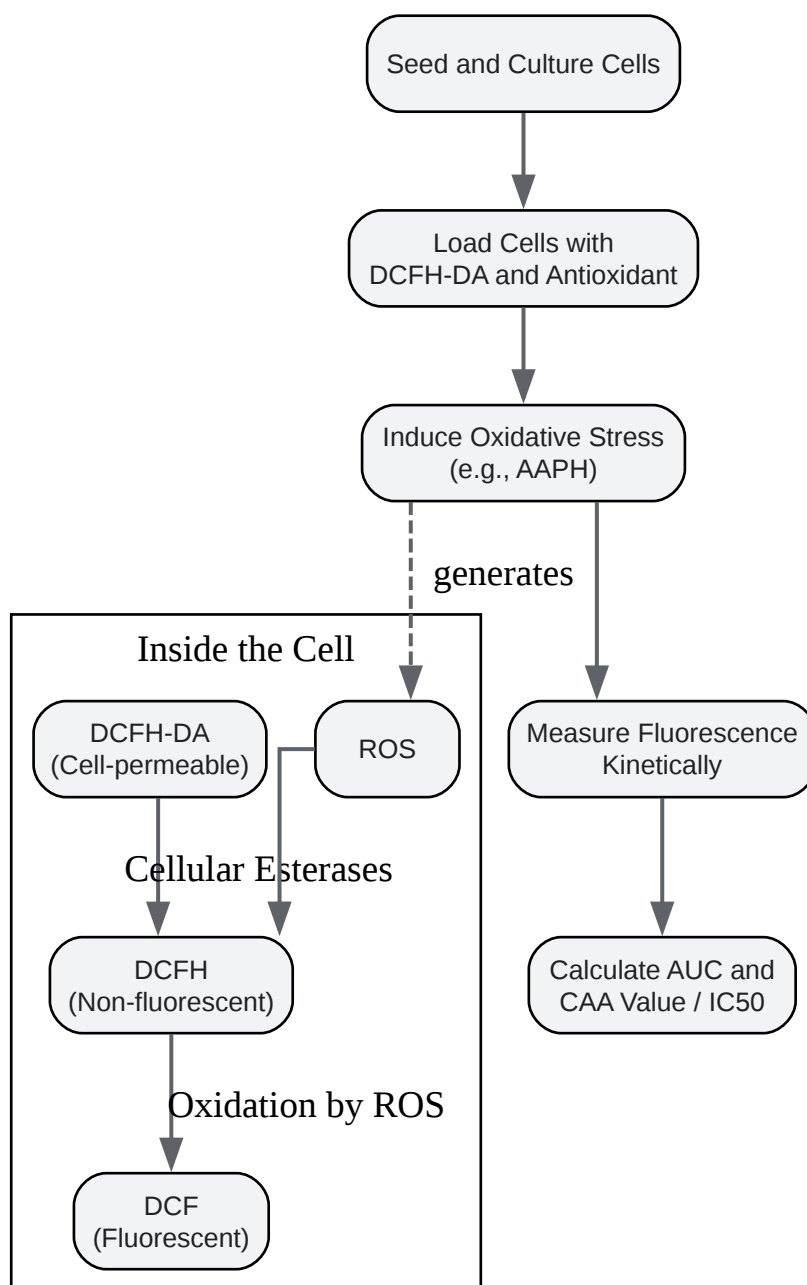 Seed and Culture Cells
Load Cells with
DCFH-DA and Antioxidant
Induce Oxidative Stress
(e.g., AAPH)
generates
Inside the Cell
DCFH-DA
(Cell-permeable)
ROS
Measure Fluorescence
Kinetically
Cellular Esterases
DCFH
(Non-fluorescent)
Calculate AUC and
CAA Value / IC50
Oxidation by ROS
DCF
(Fluorescent)